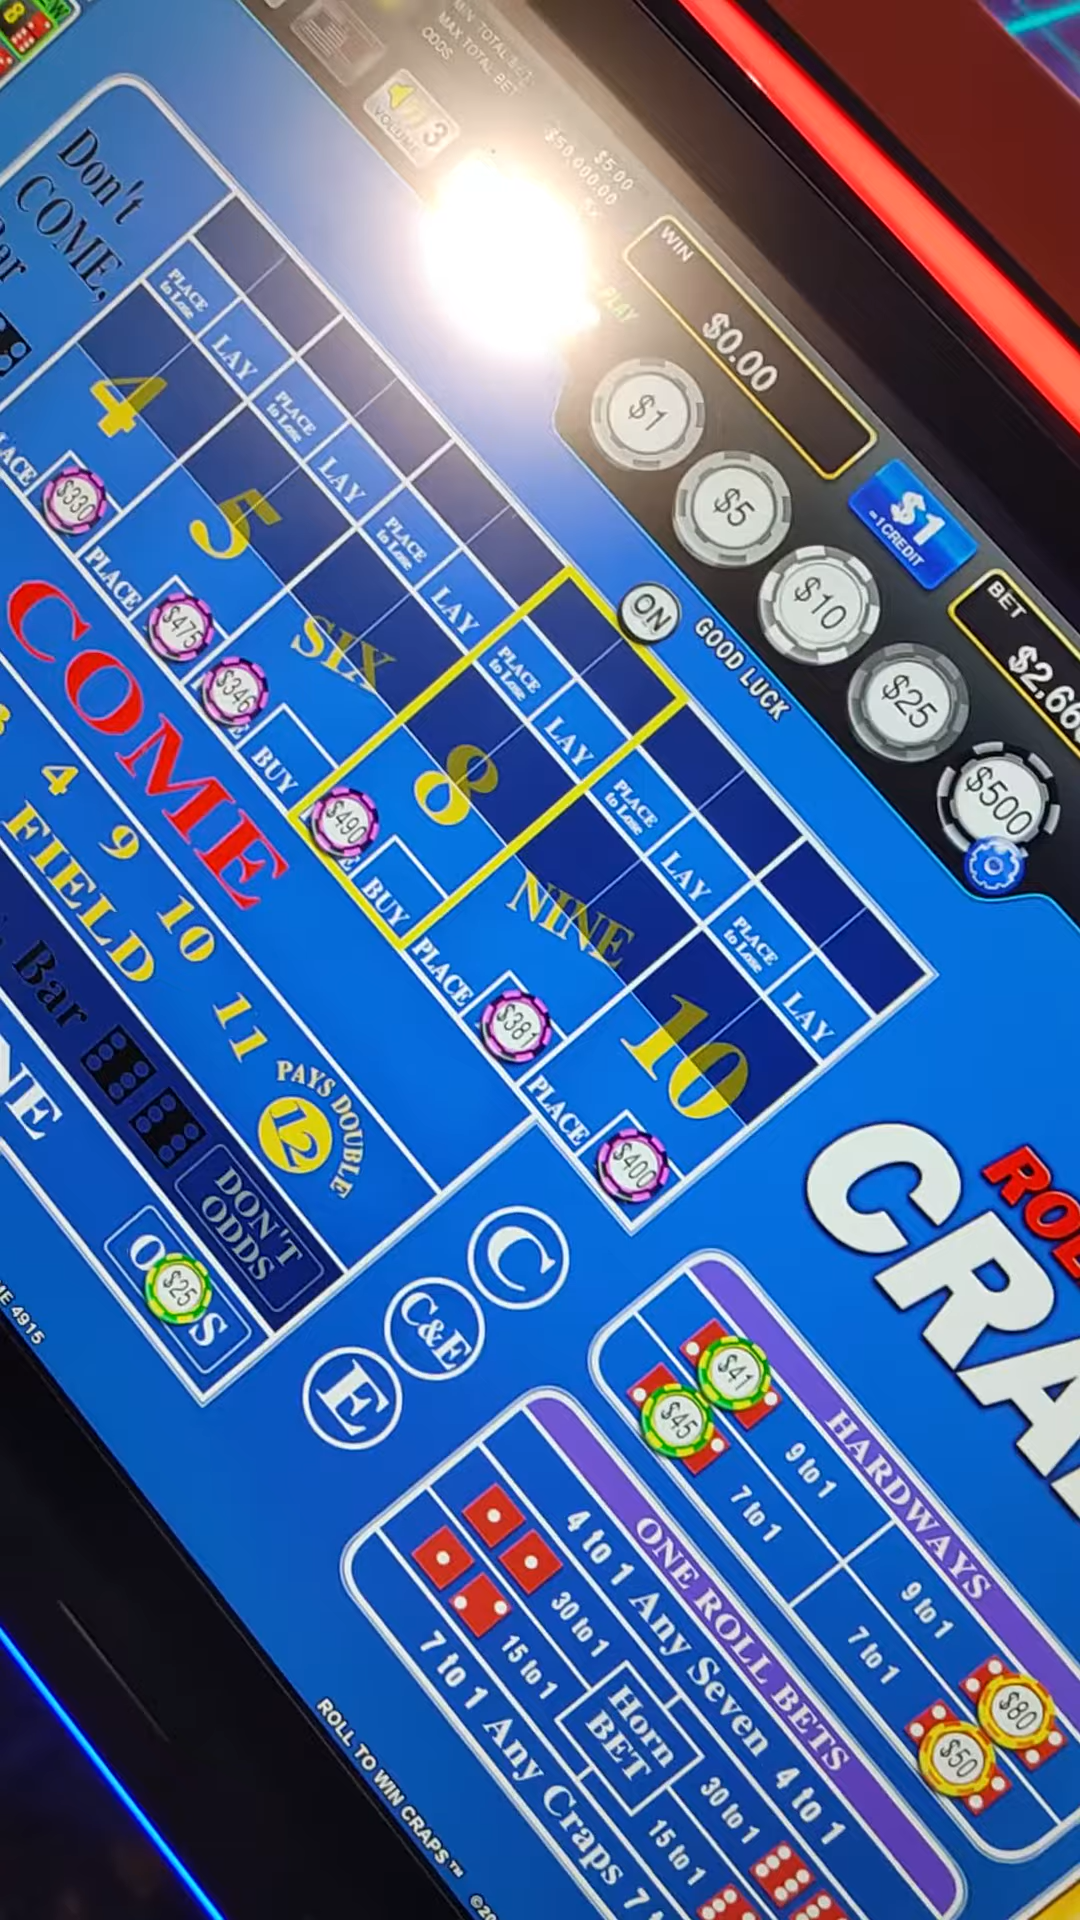 MIN TOTAL BET
MAX TOTAL BET
ODDS
$5.00
$50,000.00
5x
VOLUME
3
PLAY
WIN
$0.00
$1
$5
$10
$25
$500
$1
=1 CREDIT
BET
ON
GOOD LUCK
Don't
COME,
Bar
PLACE
to Lose
LAY
PLACE
to Lose
LAY
PLACE
to Lose
LAY
PLACE
to Lose
LAY
PLACE
to Lose
LAY
PLACE
to Lose
LAY
4
5
SIX
8
NINE
10
$330
PLACE
$475
$346
BUY
$490
BUY
PLACE
$381
PLACE
$400
COME
4
9
10
11
FIELD
PAYS DOUBLE
12
Bar
DON'T
ODDS
$25
4915
C
C&E
E
CRA
HARDWAYS
$41
$45
9 to 1
7 to 1
9 to 1
7 to 1
$80
$50
ONE ROLL BETS
4 to 1 Any Seven 4 to 1
30 to 1
15 to 1
Horn
BET
30 to 1
15 to 1
7 to 1 Any Craps 7
ROLL TO WIN CRAPS™